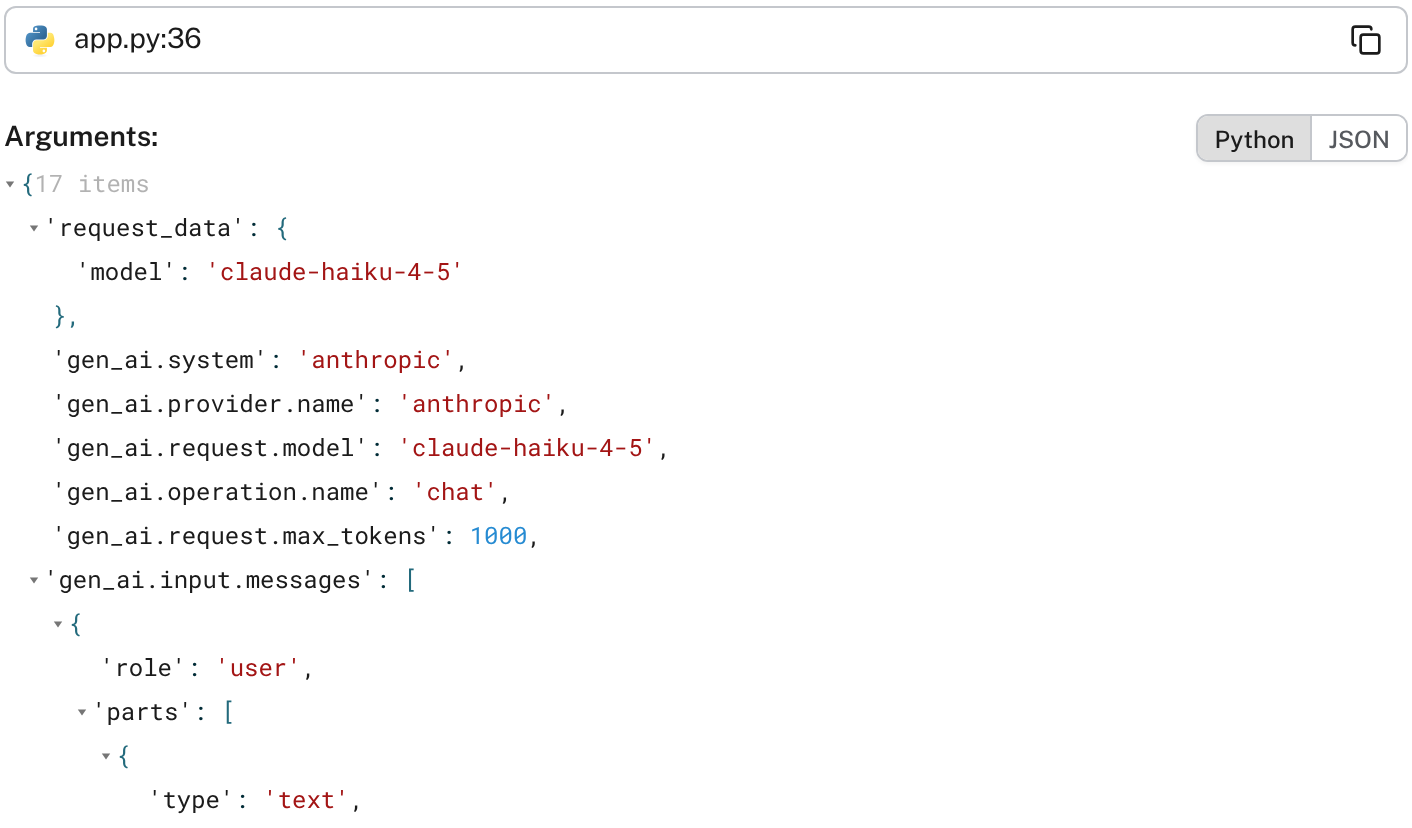 app.py:36
Arguments:
Python JSON
{17 items
'request_data': {
'model': 'claude-haiku-4-5'
},
'gen_ai.system': 'anthropic',
'gen_ai.provider.name': 'anthropic',
'gen_ai.request.model': 'claude-haiku-4-5',
'gen_ai.operation.name': 'chat',
'gen_ai.request.max_tokens': 1000,
'gen_ai.input.messages': [
{
'role': 'user',
'parts': [
{
'type': 'text',